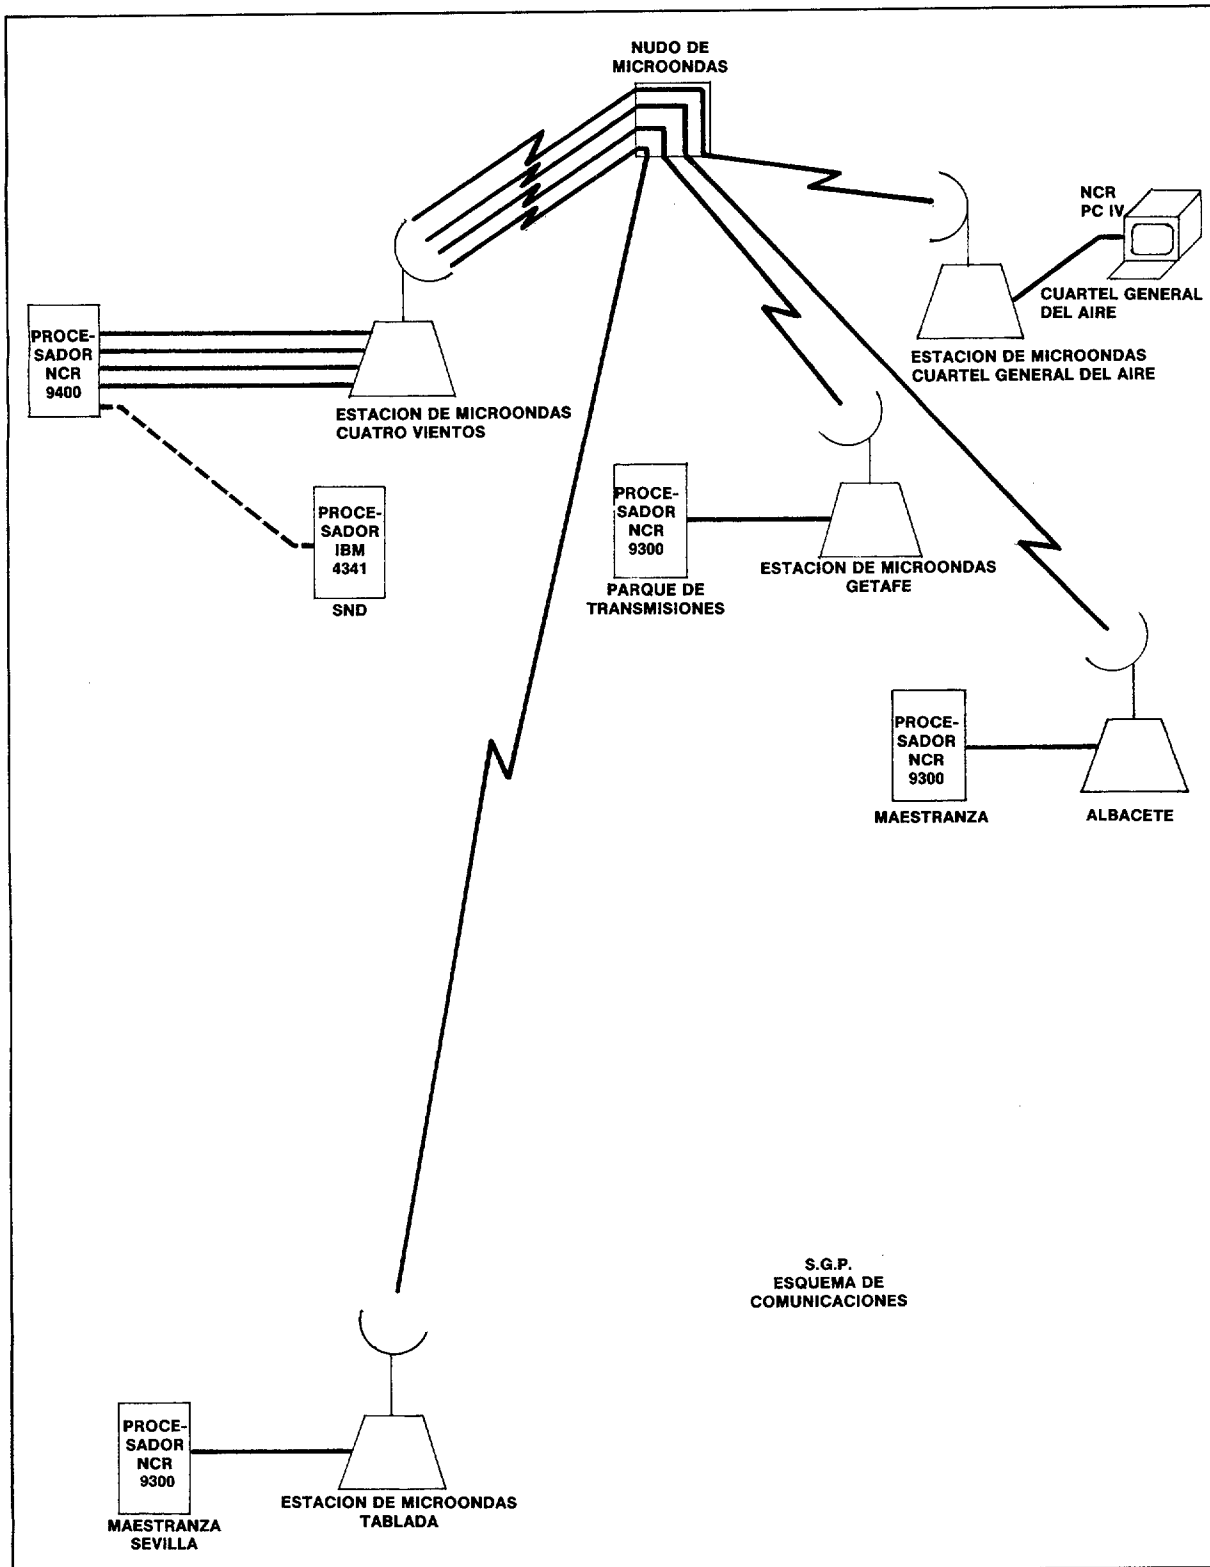 NUDO DE
MICROONDAS
NCR
PC IV
CUARTEL GENERAL
DEL AIRE
ESTACION DE MICROONDAS
CUARTEL GENERAL DEL AIRE
PROCE-
SADOR
NCR
9400
ESTACION DE MICROONDAS
CUATRO VIENTOS
PROCE-
SADOR
IBM
4341
SND
PROCE-
SADOR
NCR
9300
PARQUE DE
TRANSMISIONES
ESTACION DE MICROONDAS
GETAFE
PROCE-
SADOR
NCR
9300
MAESTRANZA
ALBACETE
S.G.P.
ESQUEMA DE
COMUNICACIONES
PROCE-
SADOR
NCR
9300
MAESTRANZA
SEVILLA
ESTACION DE MICROONDAS
TABLADA